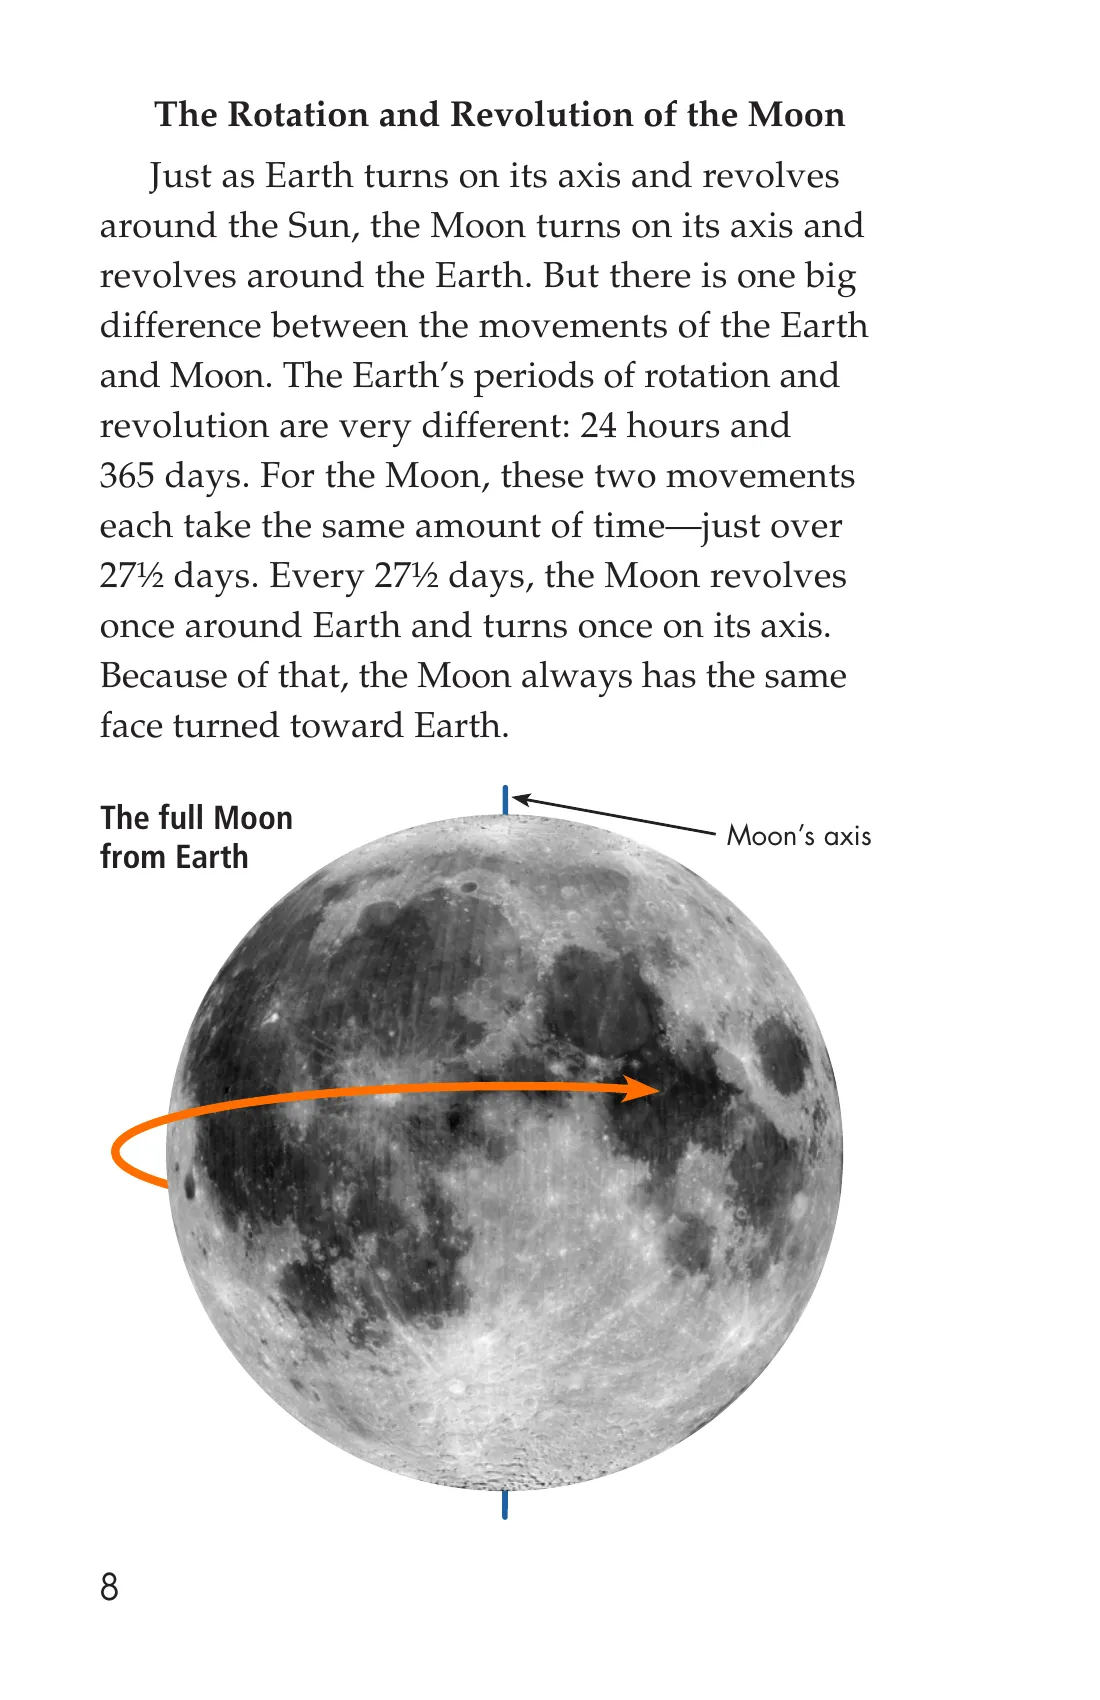 The Rotation and Revolution of the Moon
Just as Earth turns on its axis and revolves
around the Sun, the Moon turns on its axis and
revolves around the Earth. But there is one big
difference between the movements of the Earth
and Moon. The Earth’s periods of rotation and
revolution are very different: 24 hours and
365 days. For the Moon, these two movements
each take the same amount of time—just over
27½ days. Every 27½ days, the Moon revolves
once around Earth and turns once on its axis.
Because of that, the Moon always has the same
face turned toward Earth.
The full Moon
from Earth
Moon’s axis
8